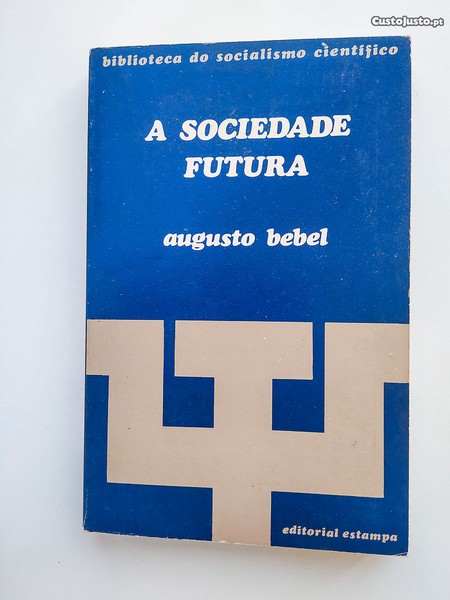 CustoJusto.pt
biblioteca do socialismo científico
A SOCIEDADE
FUTURA
augusto bebel
editorial estampa